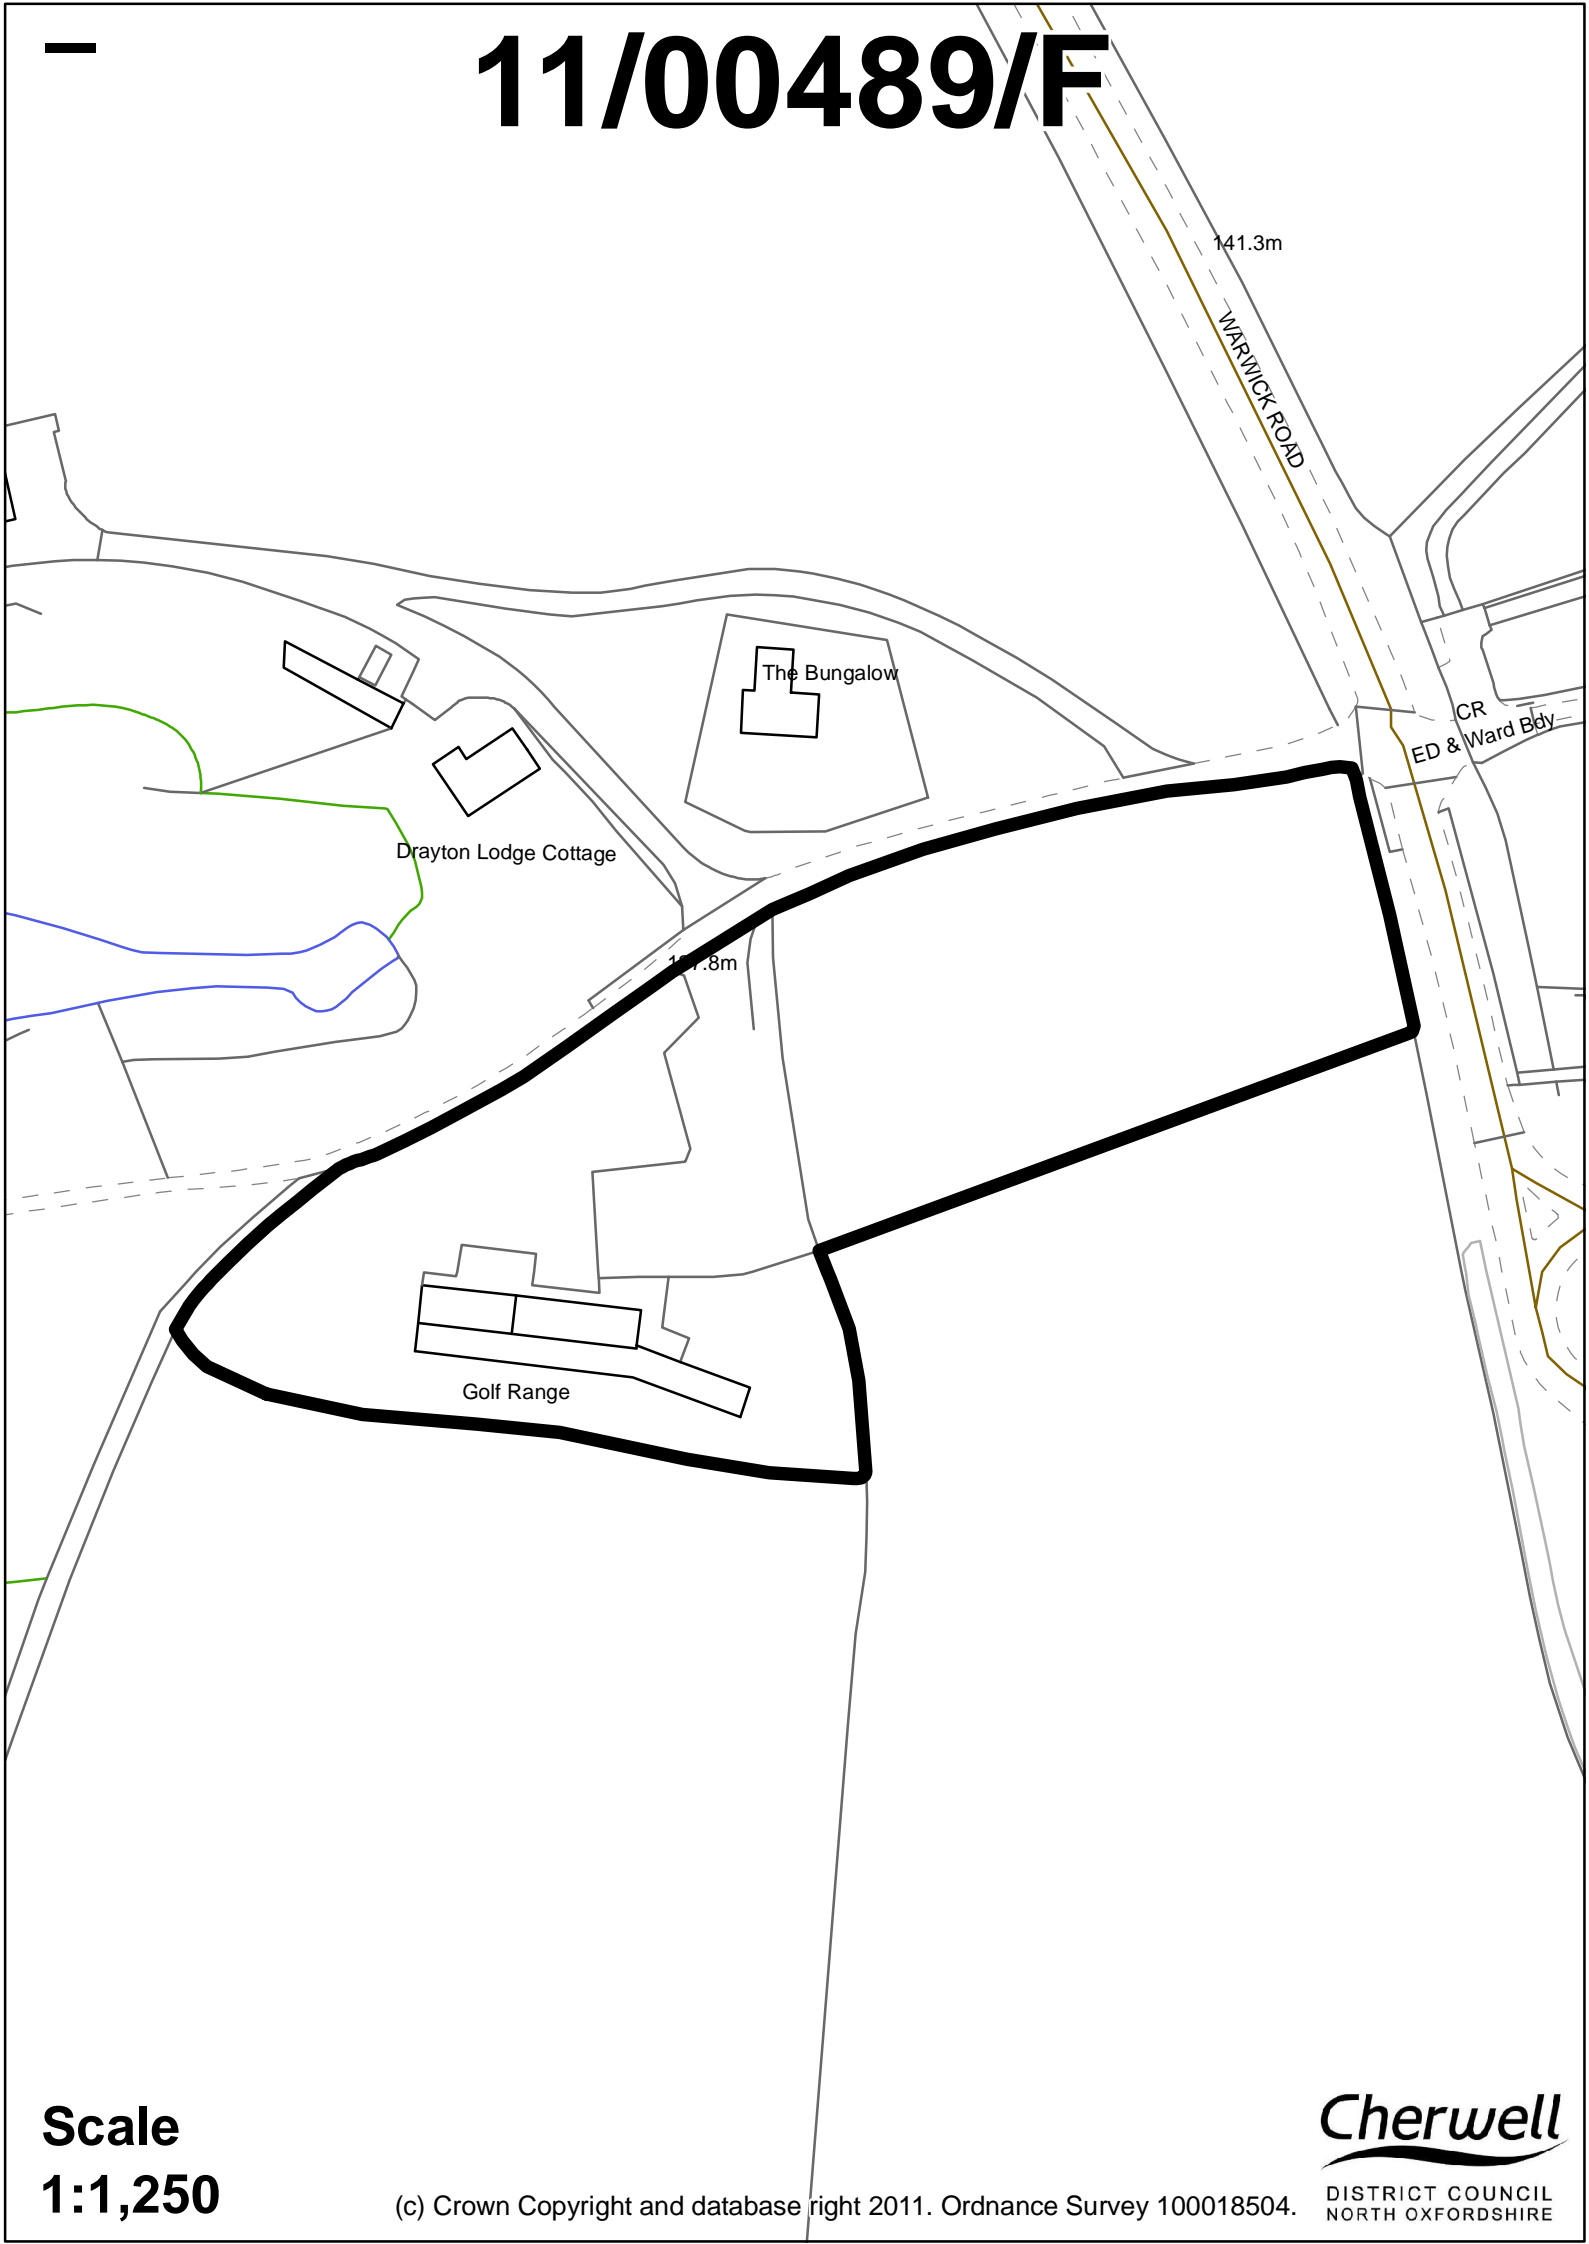 11/00489/F
141.3m
WARWICK ROAD
The Bungalow
CR
ED & Ward Bdy
Drayton Lodge Cottage
Golf Range
Scale
1:1,250
(c) Crown Copyright and database right 2011. Ordnance Survey 100018504.
Cherwell
DISTRICT COUNCIL
NORTH OXFORDSHIRE